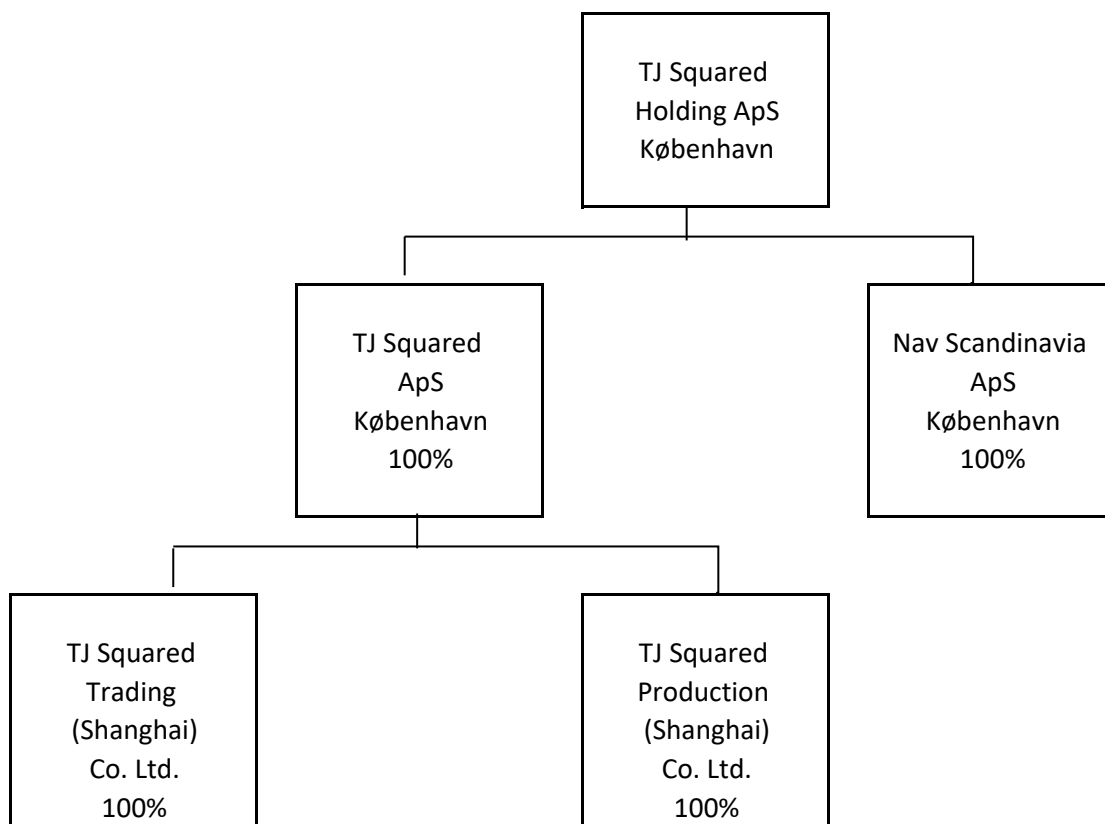 TJ Squared
Holding ApS
København
TJ Squared
ApS
København
100%
Nav Scandinavia
ApS
København
100%
TJ Squared
Trading
(Shanghai)
Co. Ltd.
100%
TJ Squared
Production
(Shanghai)
Co. Ltd.
100%